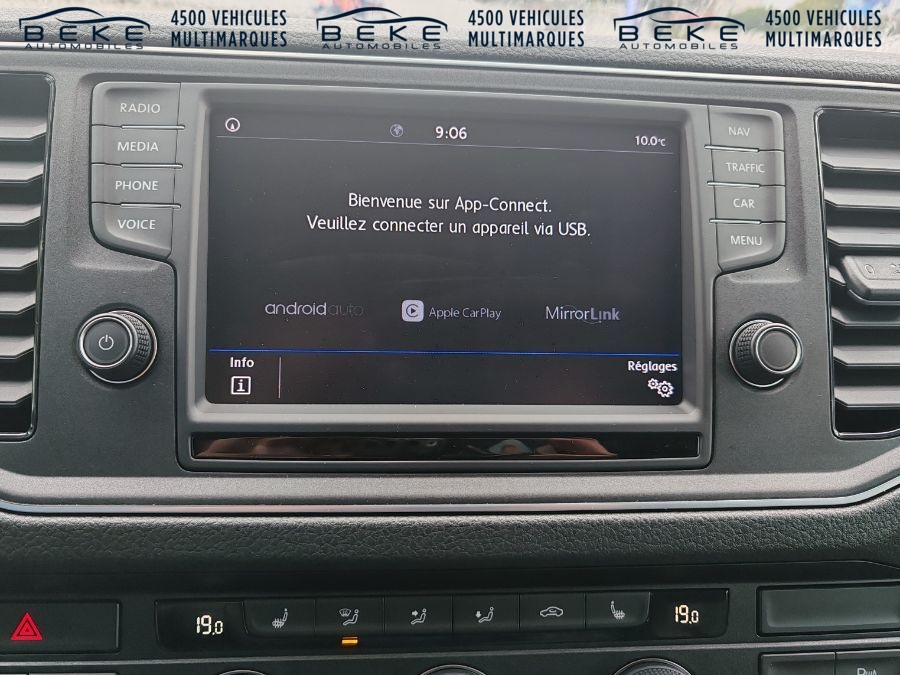 BEKE
AUTOMOBILES
4500 VEHICULES
MULTIMARQUES
BEKE
AUTOMOBILES
4500 VEHICULES
MULTIMARQUES
BEKE
AUTOMOBILES
4500 VEHICULES
MULTIMARQUES
RADIO
MEDIA
PHONE
VOICE
9:06
10.0°C
Bienvenue sur App-Connect.
Veuillez connecter un appareil via USB.
androidauto
Apple CarPlay
MirrorLink
Info
i
Réglages
NAV
TRAFFIC
CAR
MENU
0
19.0
19.0